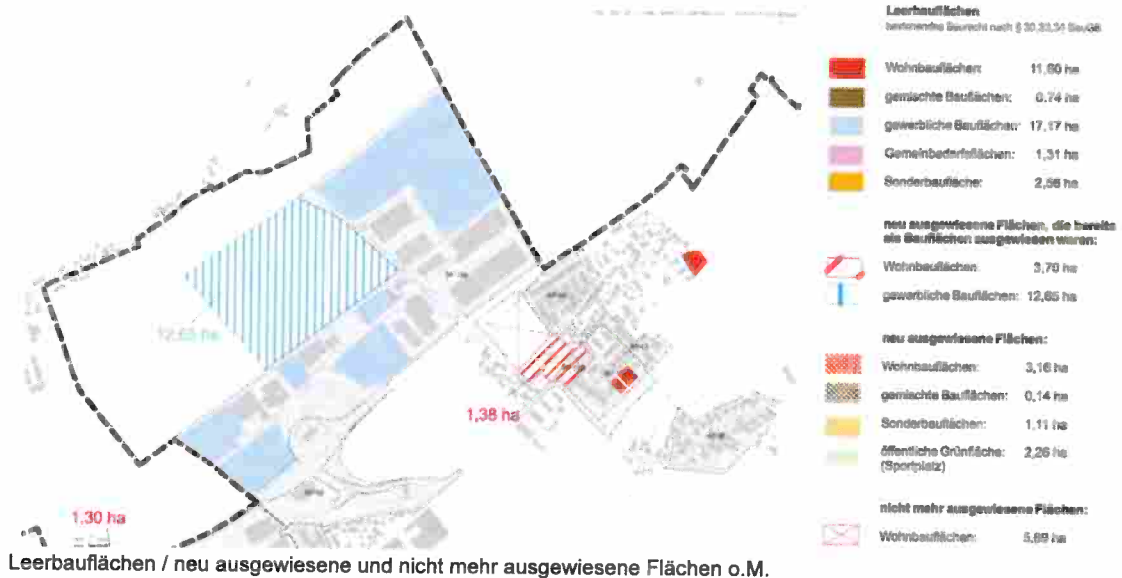 Leerbauflächen
bestehendes Baurecht nach § 30,33,34 BauGB
Wohnbauflächen: 11,60 ha
gemischte Bauflächen: 0,74 ha
gewerbliche Bauflächen: 17,17 ha
Gemeinbedarfsflächen: 1,31 ha
Sonderbaufläche: 2,56 ha
neu ausgewiesene Flächen, die bereits
als Bauflächen ausgewiesen waren:
Wohnbauflächen: 3,70 ha
gewerbliche Bauflächen: 12,65 ha
neu ausgewiesene Flächen:
Wohnbauflächen: 3,16 ha
gemischte Bauflächen: 0,14 ha
Sonderbauflächen: 1,11 ha
öffentliche Grünfläche: 2,26 ha
(Sportplatz)
nicht mehr ausgewiesene Flächen:
Wohnbauflächen: 5,69 ha
12,65 ha
1,38 ha
1,30 ha
Leerbauflächen / neu ausgewiesene und nicht mehr ausgewiesene Flächen o.M.